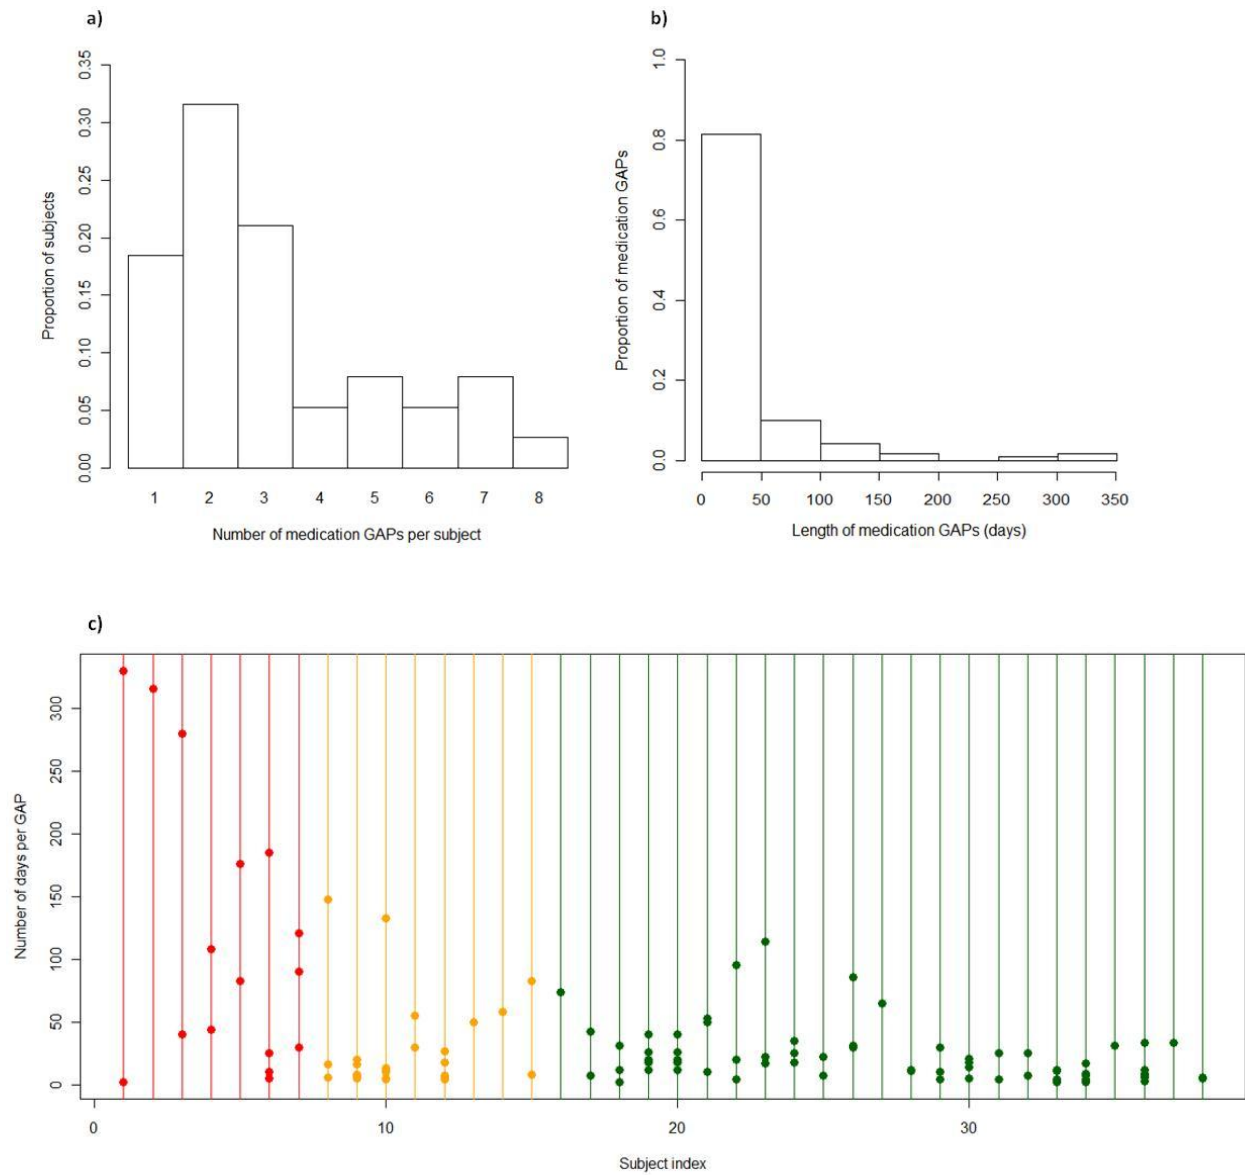 a)
0.35
0.30
0.25
0.20
0.15
0.10
0.05
0.00
Proportion of subjects
1 2 3 4 5 6 7 8
Number of medication GAPs per subject
b)
1.0
0.8
0.6
0.4
0.2
0.0
Proportion of medication GAPs
0 50 100 150 200 250 300 350
Length of medication GAPs (days)
c)
300
250
200
150
100
50
0
Number of days per GAP
0 10 20 30
Subject index